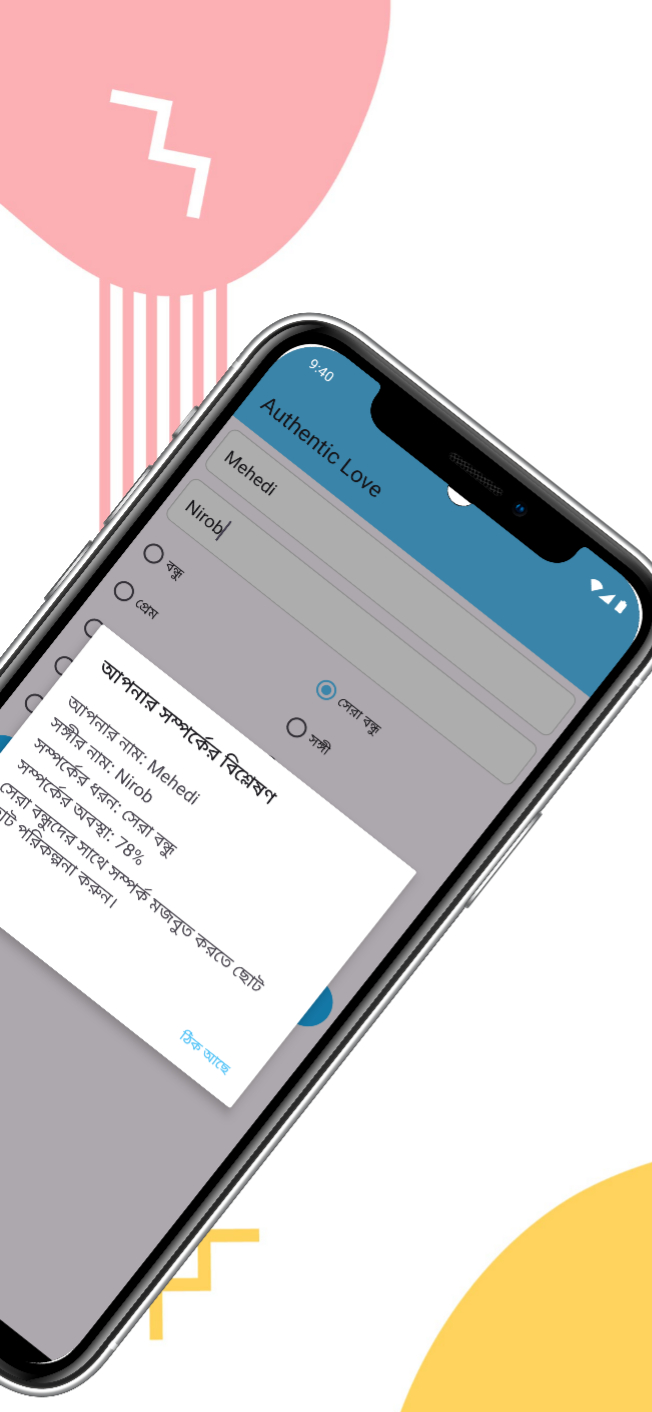 9:40
Authentic Love
Mehedi
Nirob
বন্ধু
প্রেম
সেরা বন্ধু
সঙ্গী
আপনার সম্পর্কের বিশ্লেষণ
আপনার নাম: Mehedi
সঙ্গীর নাম: Nirob
সম্পর্কের ধরন: সেরা বন্ধু
সম্পর্কের অবস্থা: 78%
সেরা বন্ধুদের সাথে সম্পর্ক মজবুত করতে ছোট
পরিকল্পনা করুন।
ঠিক আছে